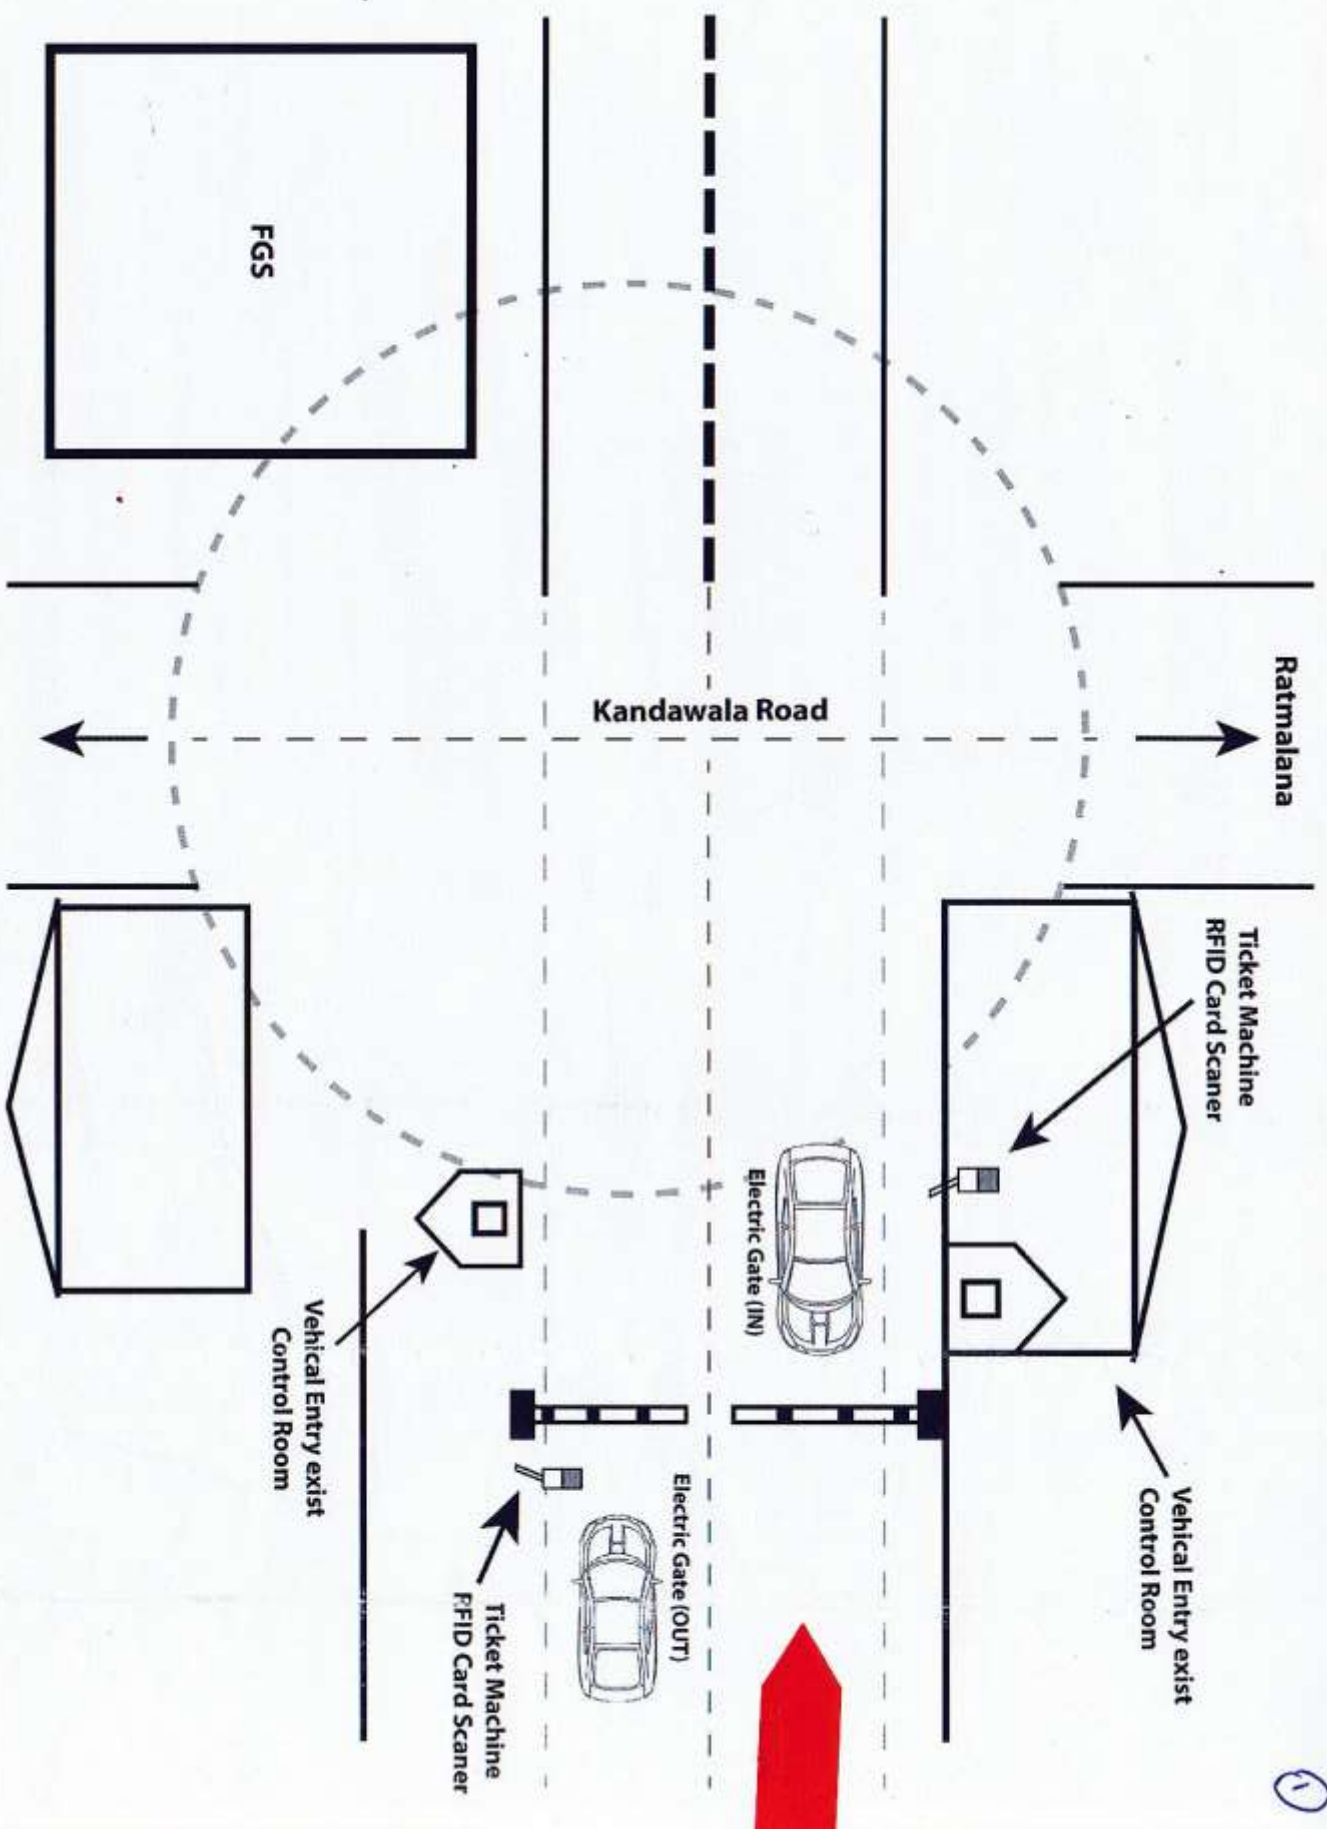 Ratmalana
FGS
Kandawala Road
Ticket Machine
RFID Card Scaner
Electric Gate (IN)
Vehical Entry exist
Control Room
Vehical Entry exist
Control Room
Electric Gate (OUT)
Ticket Machine
RFID Card Scaner
1